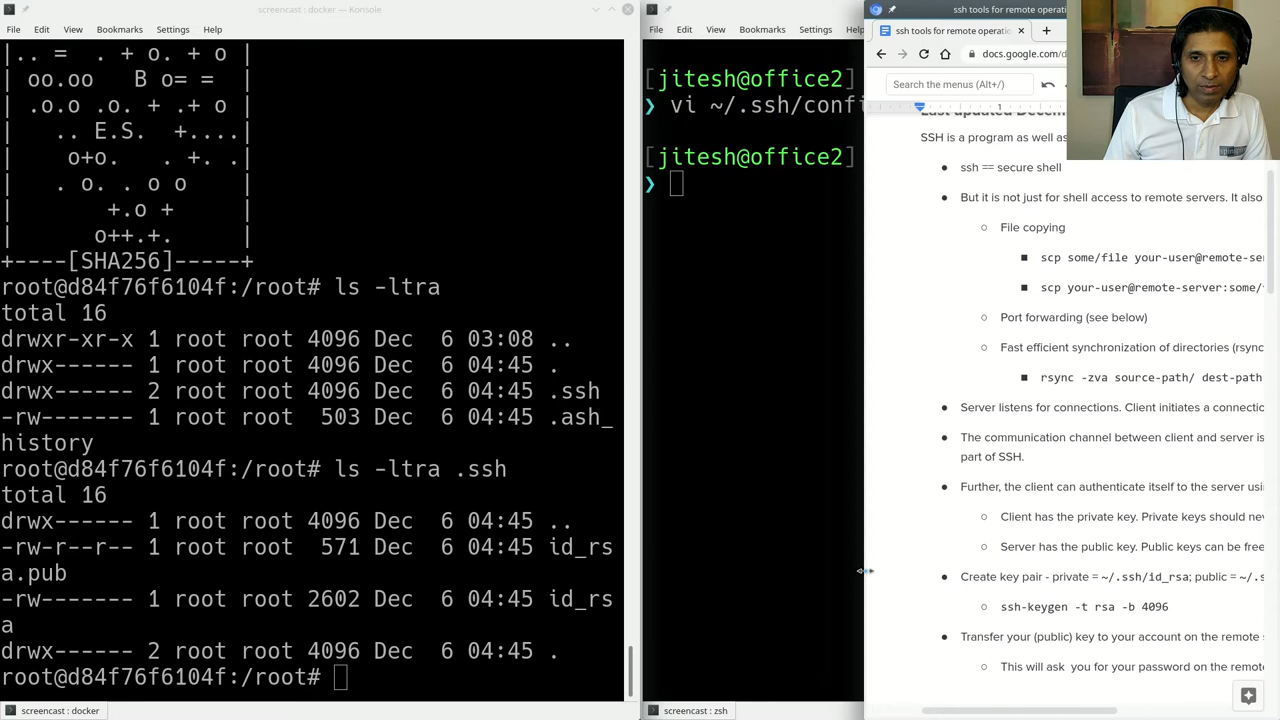 screencast : docker — Konsole
File Edit View Bookmarks Settings Help
|.. =  . + o. + o |
| oo.oo   B o= =  |
| .o.o .o. + .+ o |
|   .. E.S.  +....|
|    o+o.   . +. .|
|   . o. . o o    |
|       +.o +     |
|      o++.+.     |
+----[SHA256]-----+
root@d84f76f6104f:/root# ls -ltra
total 16
drwxr-xr-x 1 root root 4096 Dec  6 03:08 ..
drwx------ 1 root root 4096 Dec  6 04:45 .
drwx------ 2 root root 4096 Dec  6 04:45 .ssh
-rw------- 1 root root  503 Dec  6 04:45 .ash_
history
root@d84f76f6104f:/root# ls -ltra .ssh
total 16
drwx------ 1 root root 4096 Dec  6 04:45 ..
-rw-r--r-- 1 root root  571 Dec  6 04:45 id_rs
a.pub
-rw------- 1 root root 2602 Dec  6 04:45 id_rs
a
drwx------ 2 root root 4096 Dec  6 04:45 .
root@d84f76f6104f:/root#
screencast : docker
File Edit View Bookmarks Settings Help
[jitesh@office2]
❯ vi ~/.ssh/confi
[jitesh@office2]
❯
screencast : zsh
ssh tools for remote operati
ssh tools for remote operatio
docs.google.com/d
Search the menus (Alt+/)
1
Last updated Decem
SSH is a program as well as
● ssh == secure shell
● But it is not just for shell access to remote servers. It also
○ File copying
■ scp some/file your-user@remote-se
■ scp your-user@remote-server:some/
○ Port forwarding (see below)
○ Fast efficient synchronization of directories (rsync
■ rsync -zva source-path/ dest-path
● Server listens for connections. Client initiates a connectio
● The communication channel between client and server is
part of SSH.
● Further, the client can authenticate itself to the server usi
○ Client has the private key. Private keys should nev
○ Server has the public key. Public keys can be free
● Create key pair - private = ~/.ssh/id_rsa; public = ~/.s
○ ssh-keygen -t rsa -b 4096
● Transfer your (public) key to your account on the remote
○ This will ask  you for your password on the remot